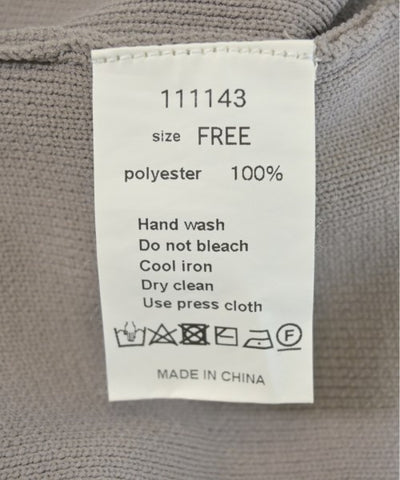 111143
size FREE
polyester 100%
Hand wash
Do not bleach
Cool iron
Dry clean
Use press cloth
F
MADE IN CHINA